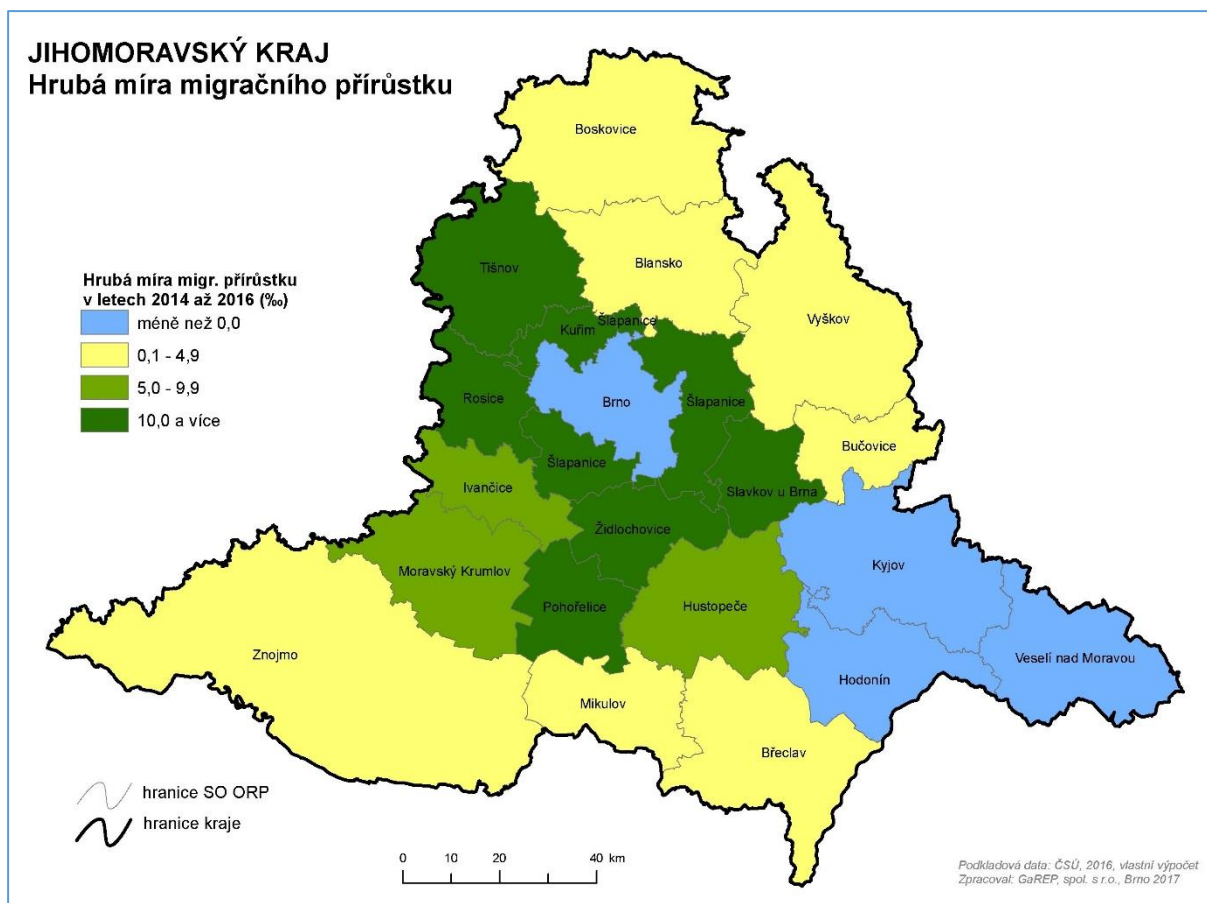 JIHOMORAVSKÝ KRAJ
Hrubá míra migračního přírůstku
Boskovice
Blansko
Tišnov
Vyškov
Hrubá míra migr. přírůstku
v letech 2014 až 2016 (‰)
méně než 0,0
0,1 - 4,9
5,0 - 9,9
10,0 a více
Šlapanice
Kuřim
Rosice
Brno
Šlapanice
Bučovice
Šlapanice
Ivančice
Slavkov u Brna
Židlochovice
Moravský Krumlov
Kyjov
Pohořelice
Hustopeče
Znojmo
Veselí nad Moravou
Hodonín
Mikulov
Břeclav
hranice SO ORP
hranice kraje
0 10 20 40 km
Podkladová data: ČSÚ, 2016, vlastní výpočet
Zpracoval: GaREP, spol. s r.o., Brno 2017